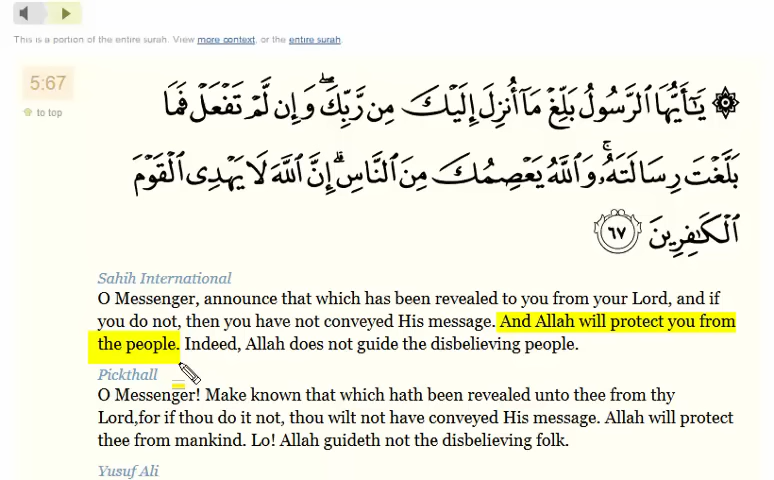 This is a portion of the entire surah. View more context, or the entire surah.
5:67
to top
۞ يَـٰٓأَيُّهَا ٱلرَّسُولُ بَلِّغْ مَآ أُنزِلَ إِلَيْكَ مِن رَّبِّكَ ۖ وَإِن لَّمْ تَفْعَلْ فَمَا
بَلَّغْتَ رِسَالَتَهُۥ ۚ وَٱللَّهُ يَعْصِمُكَ مِنَ ٱلنَّاسِ ۗ إِنَّ ٱللَّهَ لَا يَهْدِى ٱلْقَوْمَ
ٱلْكَـٰفِرِينَ ٦٧
Sahih International
O Messenger, announce that which has been revealed to you from your Lord, and if
you do not, then you have not conveyed His message. And Allah will protect you from
the people. Indeed, Allah does not guide the disbelieving people.
Pickthall
O Messenger! Make known that which hath been revealed unto thee from thy
Lord,for if thou do it not, thou wilt not have conveyed His message. Allah will protect
thee from mankind. Lo! Allah guideth not the disbelieving folk.
Yusuf Ali